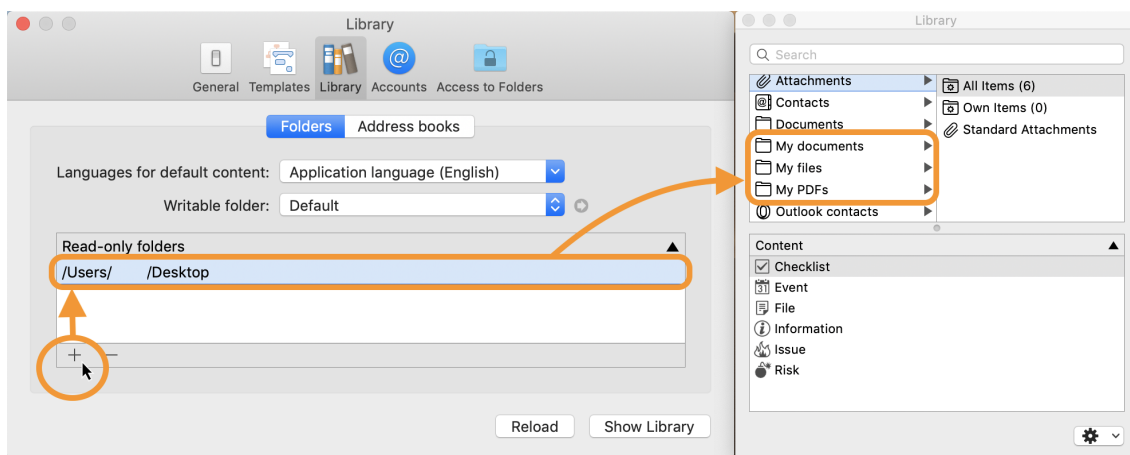 Library
General Templates Library Accounts Access to Folders
Folders Address books
Languages for default content: Application language (English)
Writable folder: Default
Read-only folders
/Users/ /Desktop
+ −
Reload Show Library
Library
Search
Attachments
Contacts
Documents
My documents
My files
My PDFs
Outlook contacts
All Items (6)
Own Items (0)
Standard Attachments
Content
Checklist
31 Event
File
Information
Issue
Risk